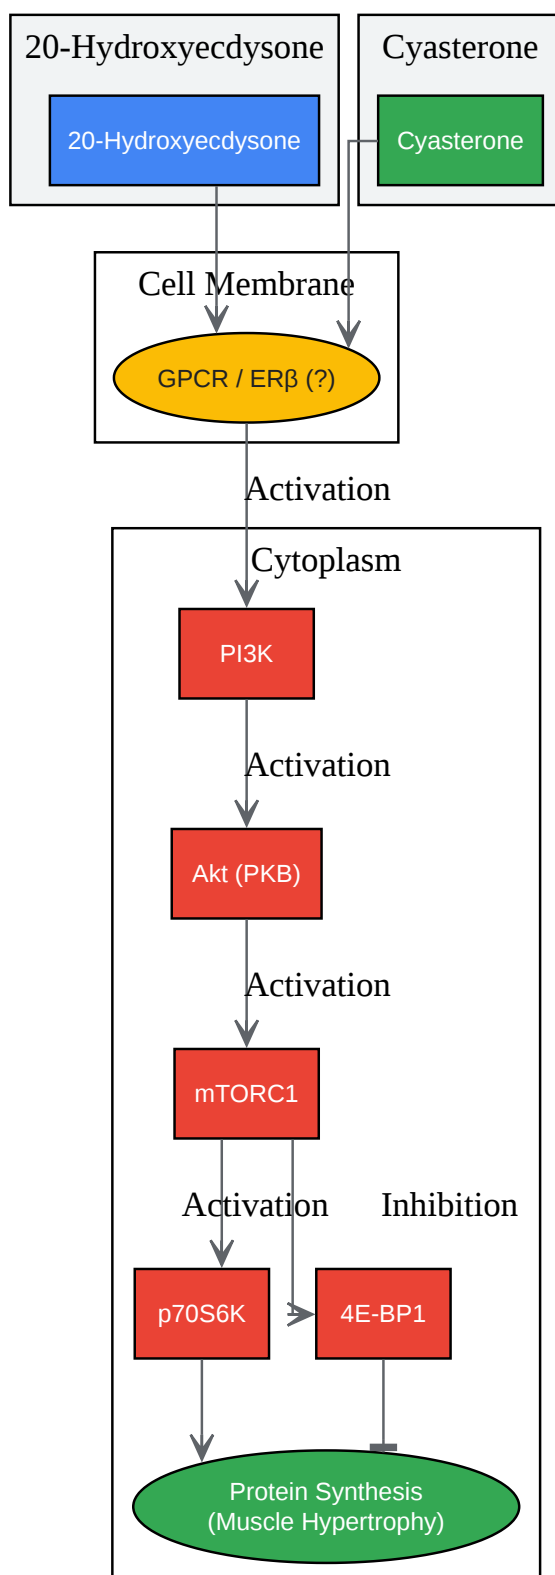 20-Hydroxyecdysone
Cyasterone
20-Hydroxyecdysone
Cyasterone
Cell Membrane
GPCR / ERβ (?)
Activation
Cytoplasm
PI3K
Activation
Akt (PKB)
Activation
mTORC1
Activation
Inhibition
p70S6K
4E-BP1
Protein Synthesis
(Muscle Hypertrophy)